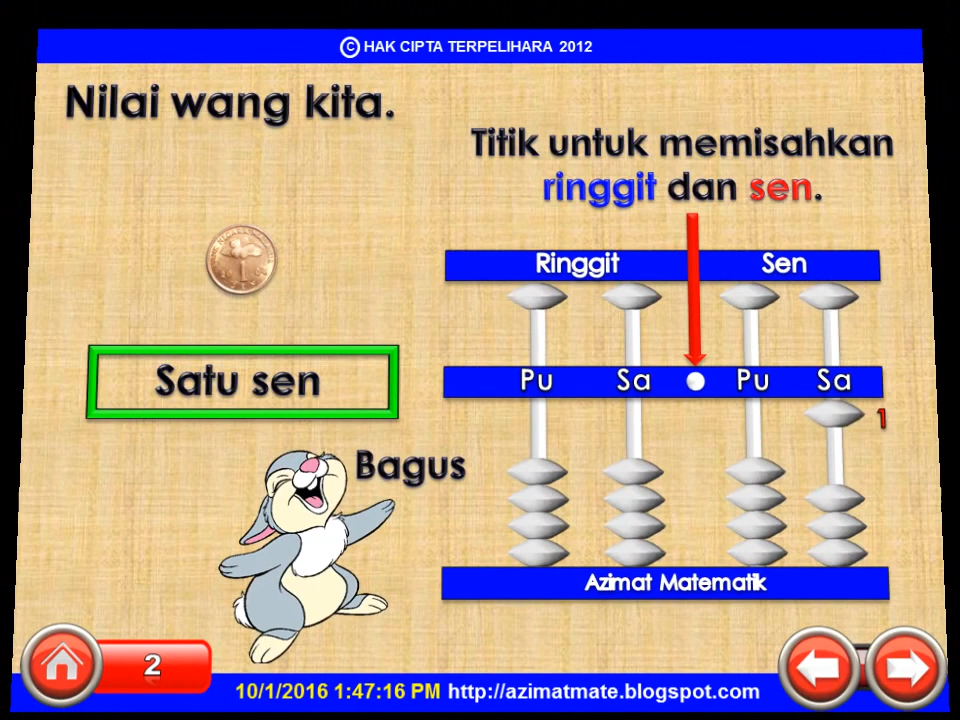 © HAK CIPTA TERPELIHARA 2012
Nilai wang kita.
Titik untuk memisahkan
ringgit dan sen.
Ringgit Sen
Satu sen
Pu Sa Pu Sa
1
Bagus
Azimat Matematik
2
10/1/2016 1:47:16 PM http://azimatmate.blogspot.com